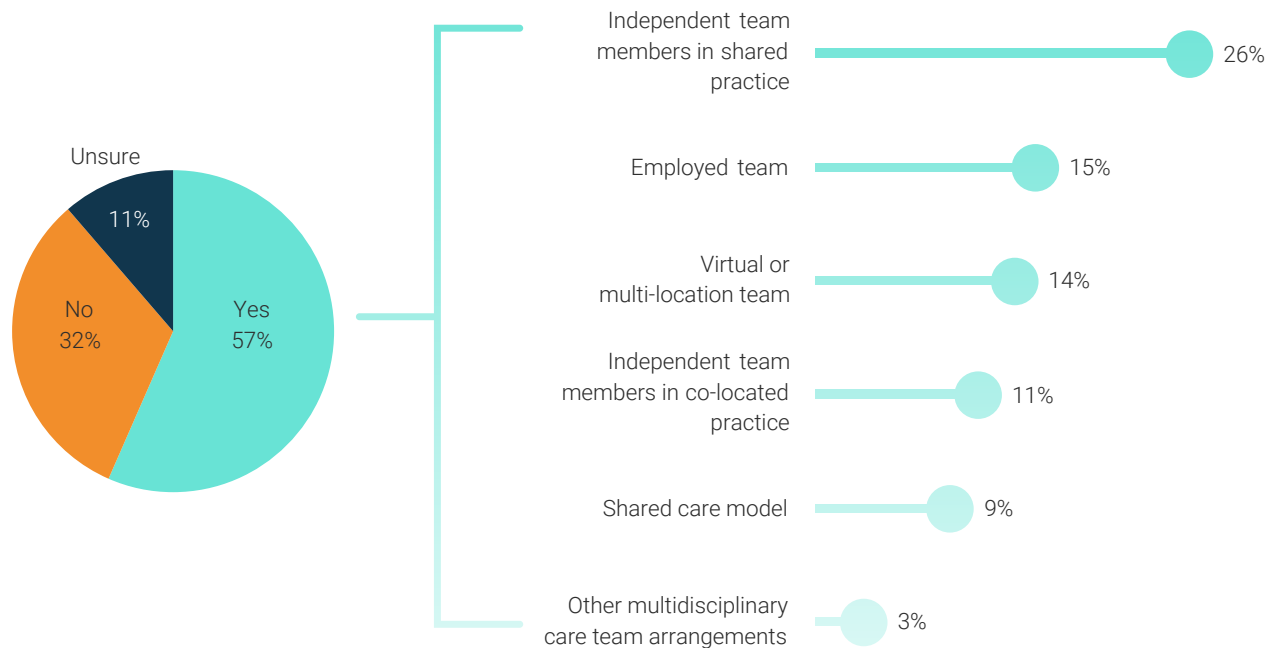 Unsure
11%
No
32%
Yes
57%
Independent team
members in shared
practice
26%
Employed team
15%
Virtual or
multi-location team
14%
Independent team
members in co-located
practice
11%
Shared care model
9%
Other multidisciplinary
care team arrangements
3%